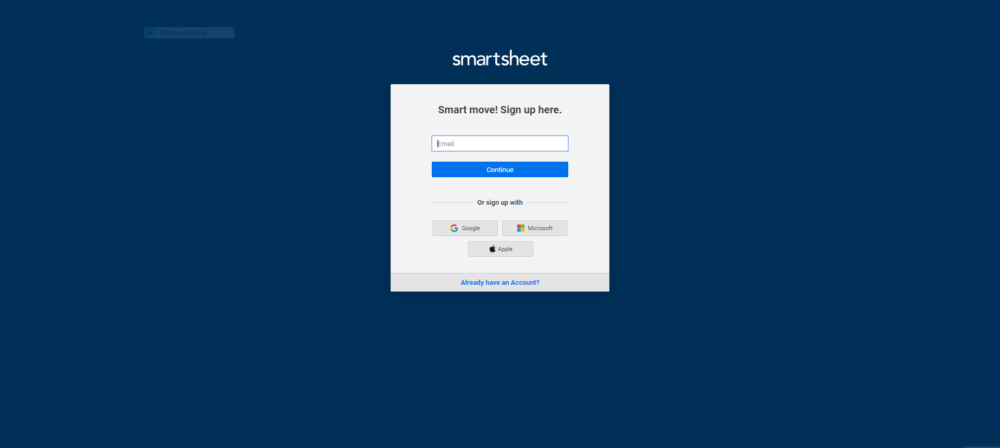 Rectangular Snip
smartsheet
Smart move! Sign up here.
Email
Continue
Or sign up with
Google
Microsoft
Apple
Already have an Account?